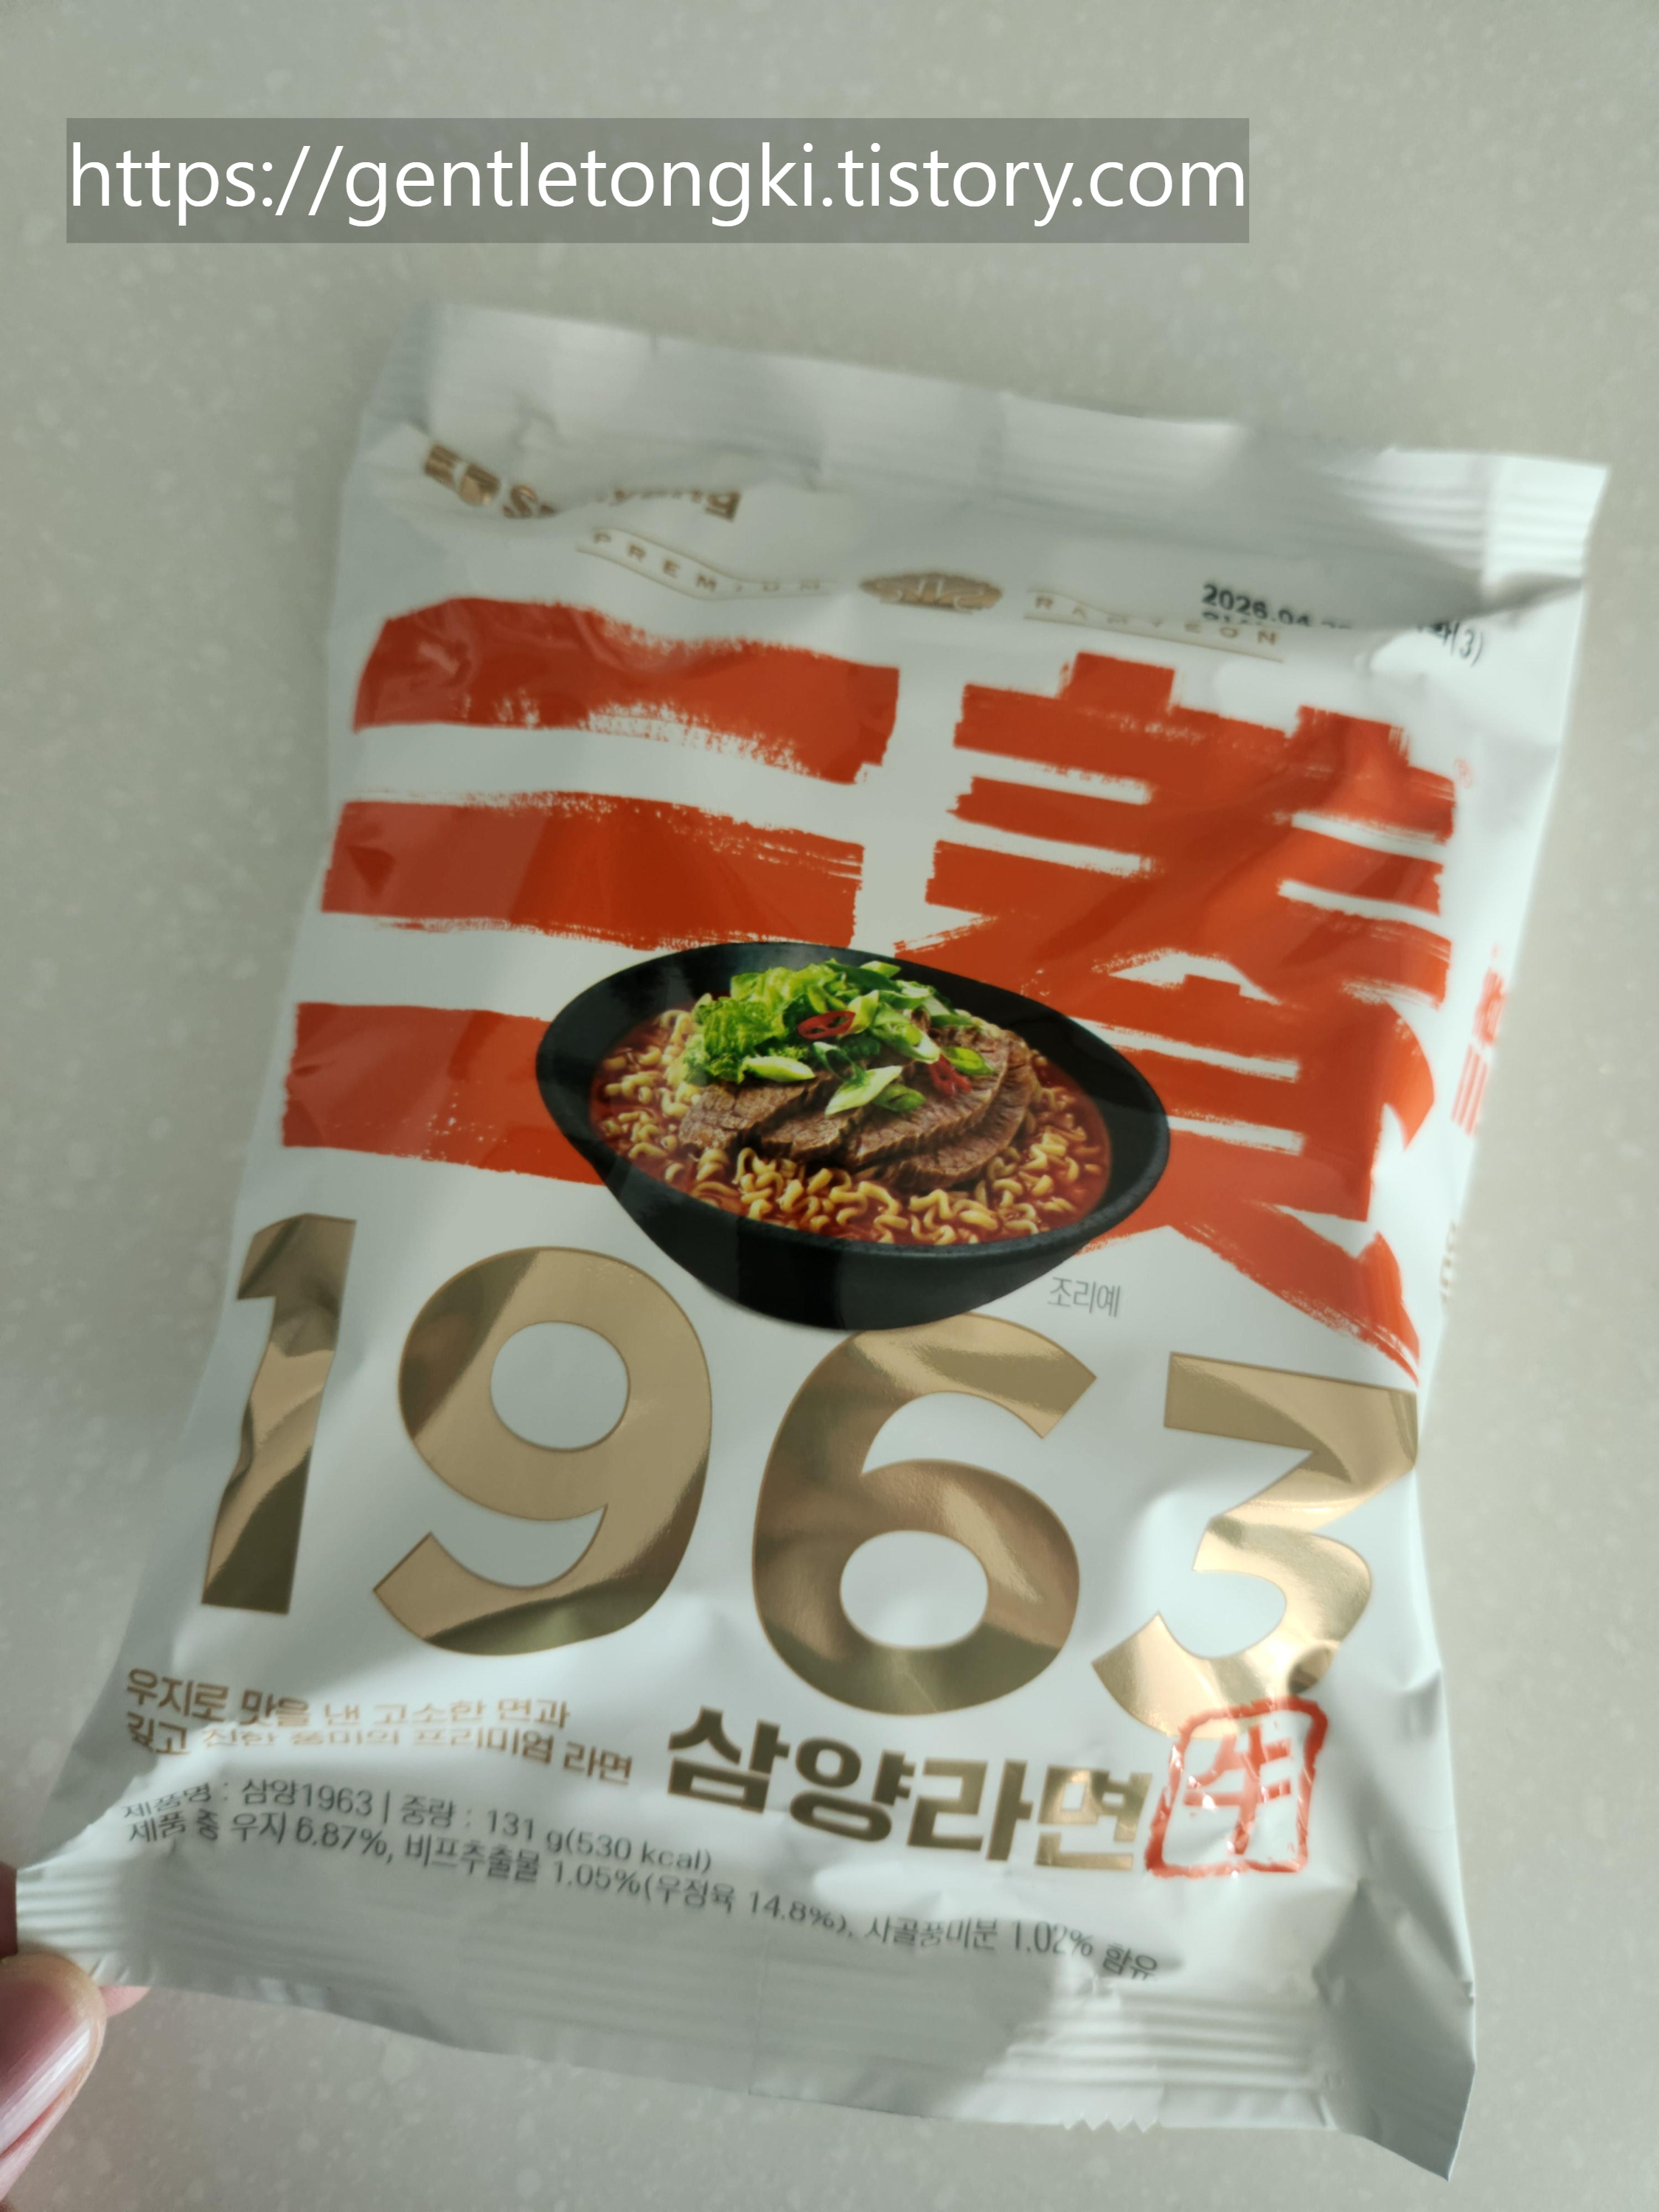 https://gentletongki.tistory.com
PREMIUM RAMYEON
三養
1963
조리예
우지로 맛을 낸 고소한 면과
깊고 진한 풍미의 프리미엄 라면
삼양라면 牛
제품명 : 삼양1963 | 중량 : 131 g(530 kcal)
제품 중 우지 6.87%, 비프추출물 1.05%(우정육 14.8%), 사골풍미분 1.02% 함유